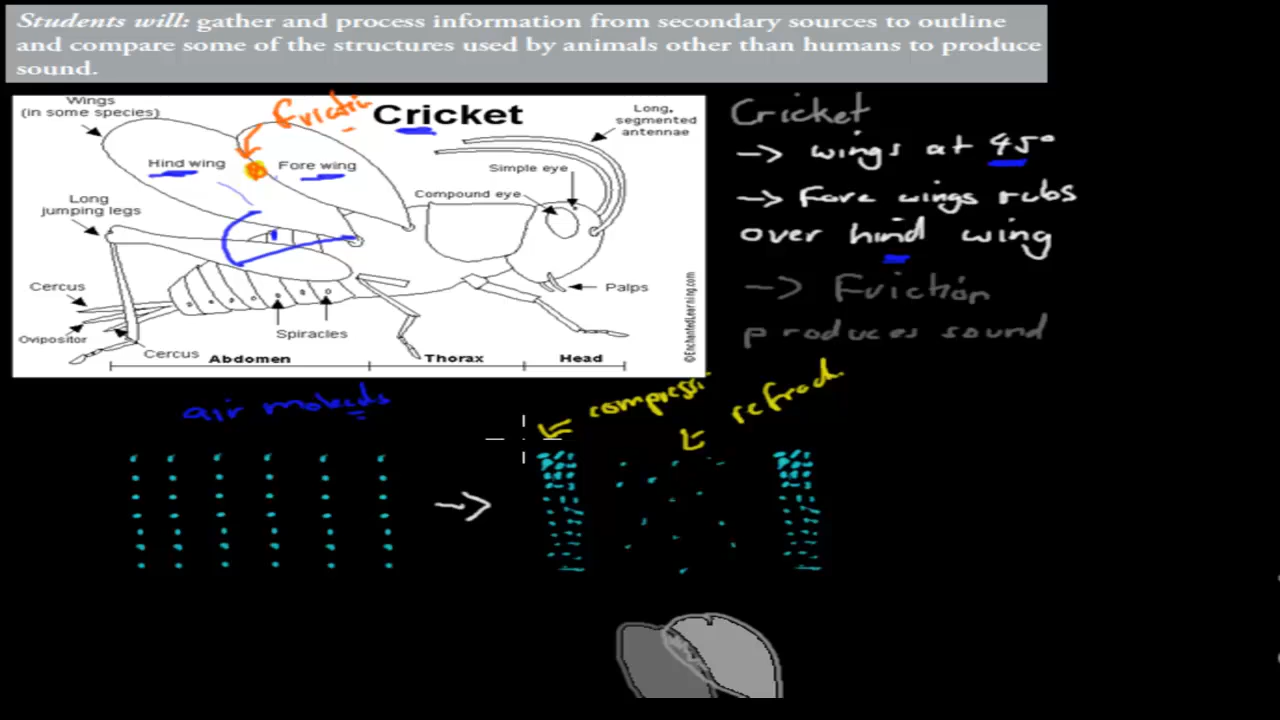 Students will: gather and process information from secondary sources to outline
and compare some of the structures used by animals other than humans to produce
sound.
Cricket
Wings
(in some species)
Friction
Long,
segmented
antennae
Hind wing
Fore wing
Simple eye
Compound eye
Long
jumping legs
Cercus
Palps
Spiracles
Ovipositor
Cercus
Abdomen
Thorax
Head
©EnchantedLearning.com
Cricket
-> wings at 45°
-> Fore wings rubs
over hind wing
-> Friction
produces sound
air